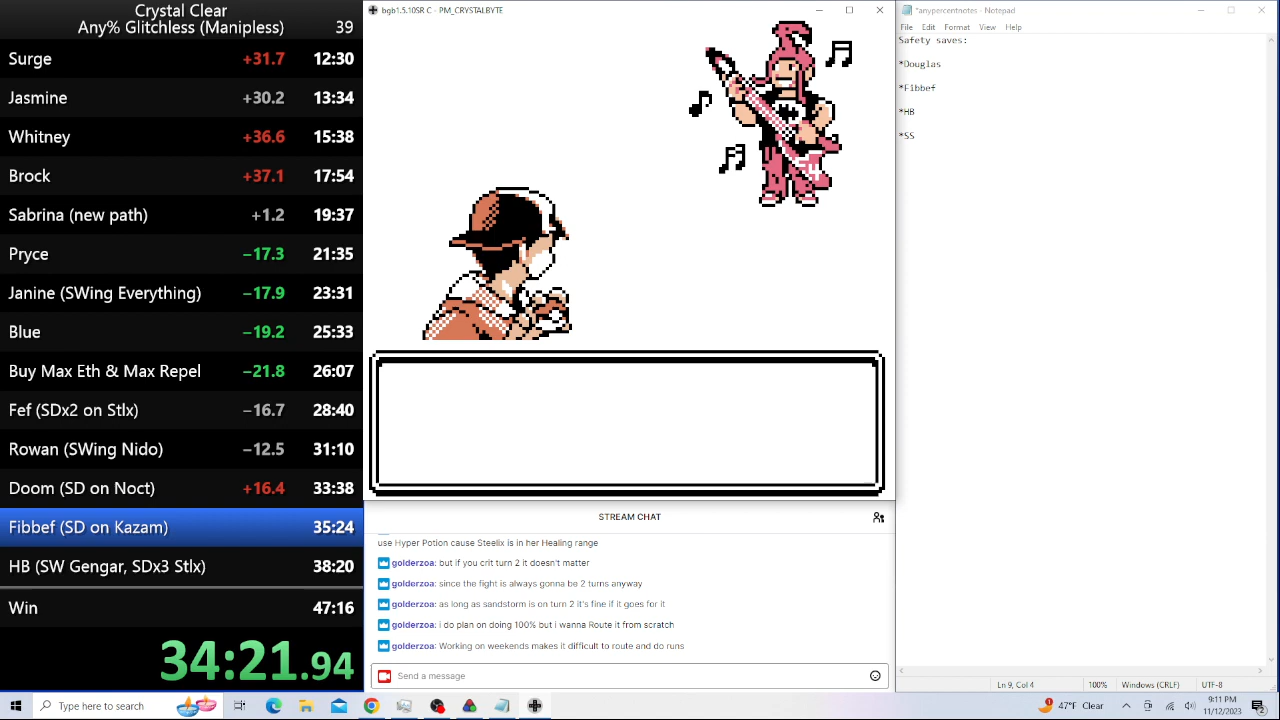 Crystal Clear
Any% Glitchless (Manipless) 39
Surge +31.7 12:30
Jasmine +30.2 13:34
Whitney +36.6 15:38
Brock +37.1 17:54
Sabrina (new path) +1.2 19:37
Pryce −17.3 21:35
Janine (SWing Everything) −17.9 23:31
Blue −19.2 25:33
Buy Max Eth & Max Repel −21.8 26:07
Fef (SDx2 on Stlx) −16.7 28:40
Rowan (SWing Nido) −12.5 31:10
Doom (SD on Noct) +16.4 33:38
Fibbef (SD on Kazam) 35:24
HB (SW Gengar, SDx3 Stlx) 38:20
Win 47:16
34:21.94
bgb1.5.10SR C - PM_CRYSTALBYTE
STREAM CHAT
use Hyper Potion cause Steelix is in her Healing range
golderzoa: but if you crit turn 2 it doesn't matter
golderzoa: since the fight is always gonna be 2 turns anyway
golderzoa: as long as sandstorm is on turn 2 it's fine if it goes for it
golderzoa: i do plan on doing 100% but i wanna Route it from scratch
golderzoa: Working on weekends makes it difficult to route and do runs
Send a message
*anypercentnotes - Notepad
File Edit Format View Help
Safety saves:
*Douglas
*Fibbef
*HB
*SS
Ln 9, Col 4 100% Windows (CRLF) UTF-8
Type here to search
47°F Clear
9:11 PM
11/12/2023
2